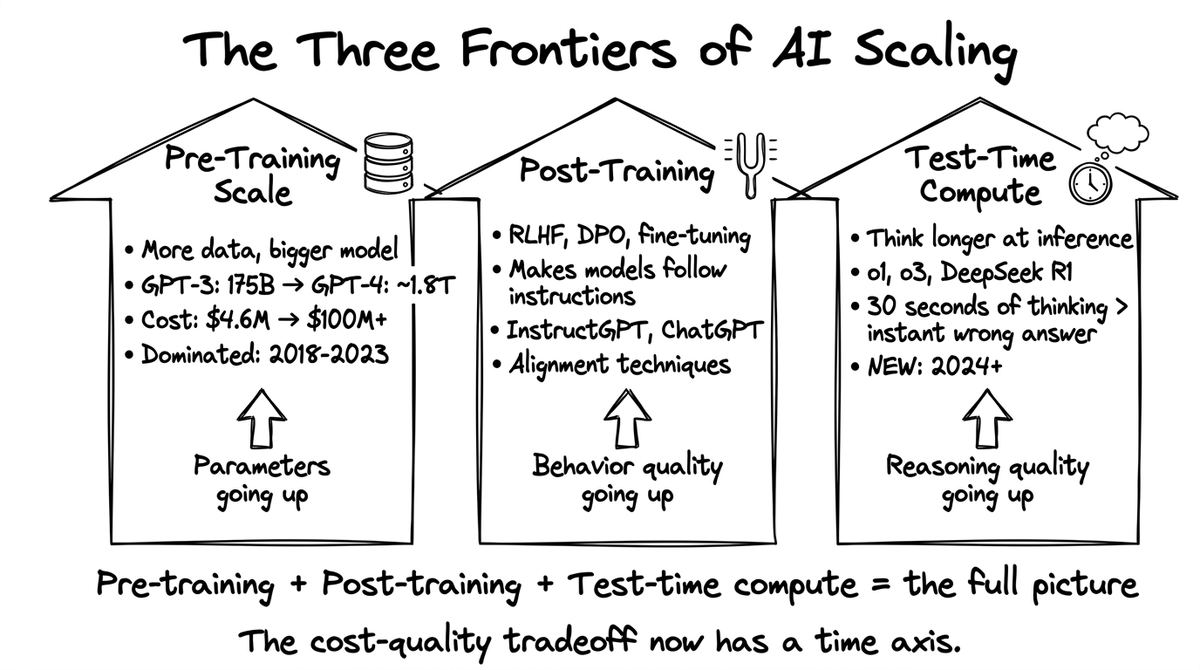 The Three Frontiers of AI Scaling
Pre-Training
Scale
• More data, bigger model
• GPT-3: 175B → GPT-4: ~1.8T
• Cost: $4.6M → $100M+
• Dominated: 2018-2023
Parameters
going up
Post-Training
• RLHF, DPO, fine-tuning
• Makes models follow
instructions
• InstructGPT, ChatGPT
• Alignment techniques
Behavior quality
going up
Test-Time
Compute
• Think longer at inference
• o1, o3, DeepSeek R1
• 30 seconds of thinking >
instant wrong answer
• NEW: 2024+
Reasoning quality
going up
Pre-training + Post-training + Test-time compute = the full picture
The cost-quality tradeoff now has a time axis.